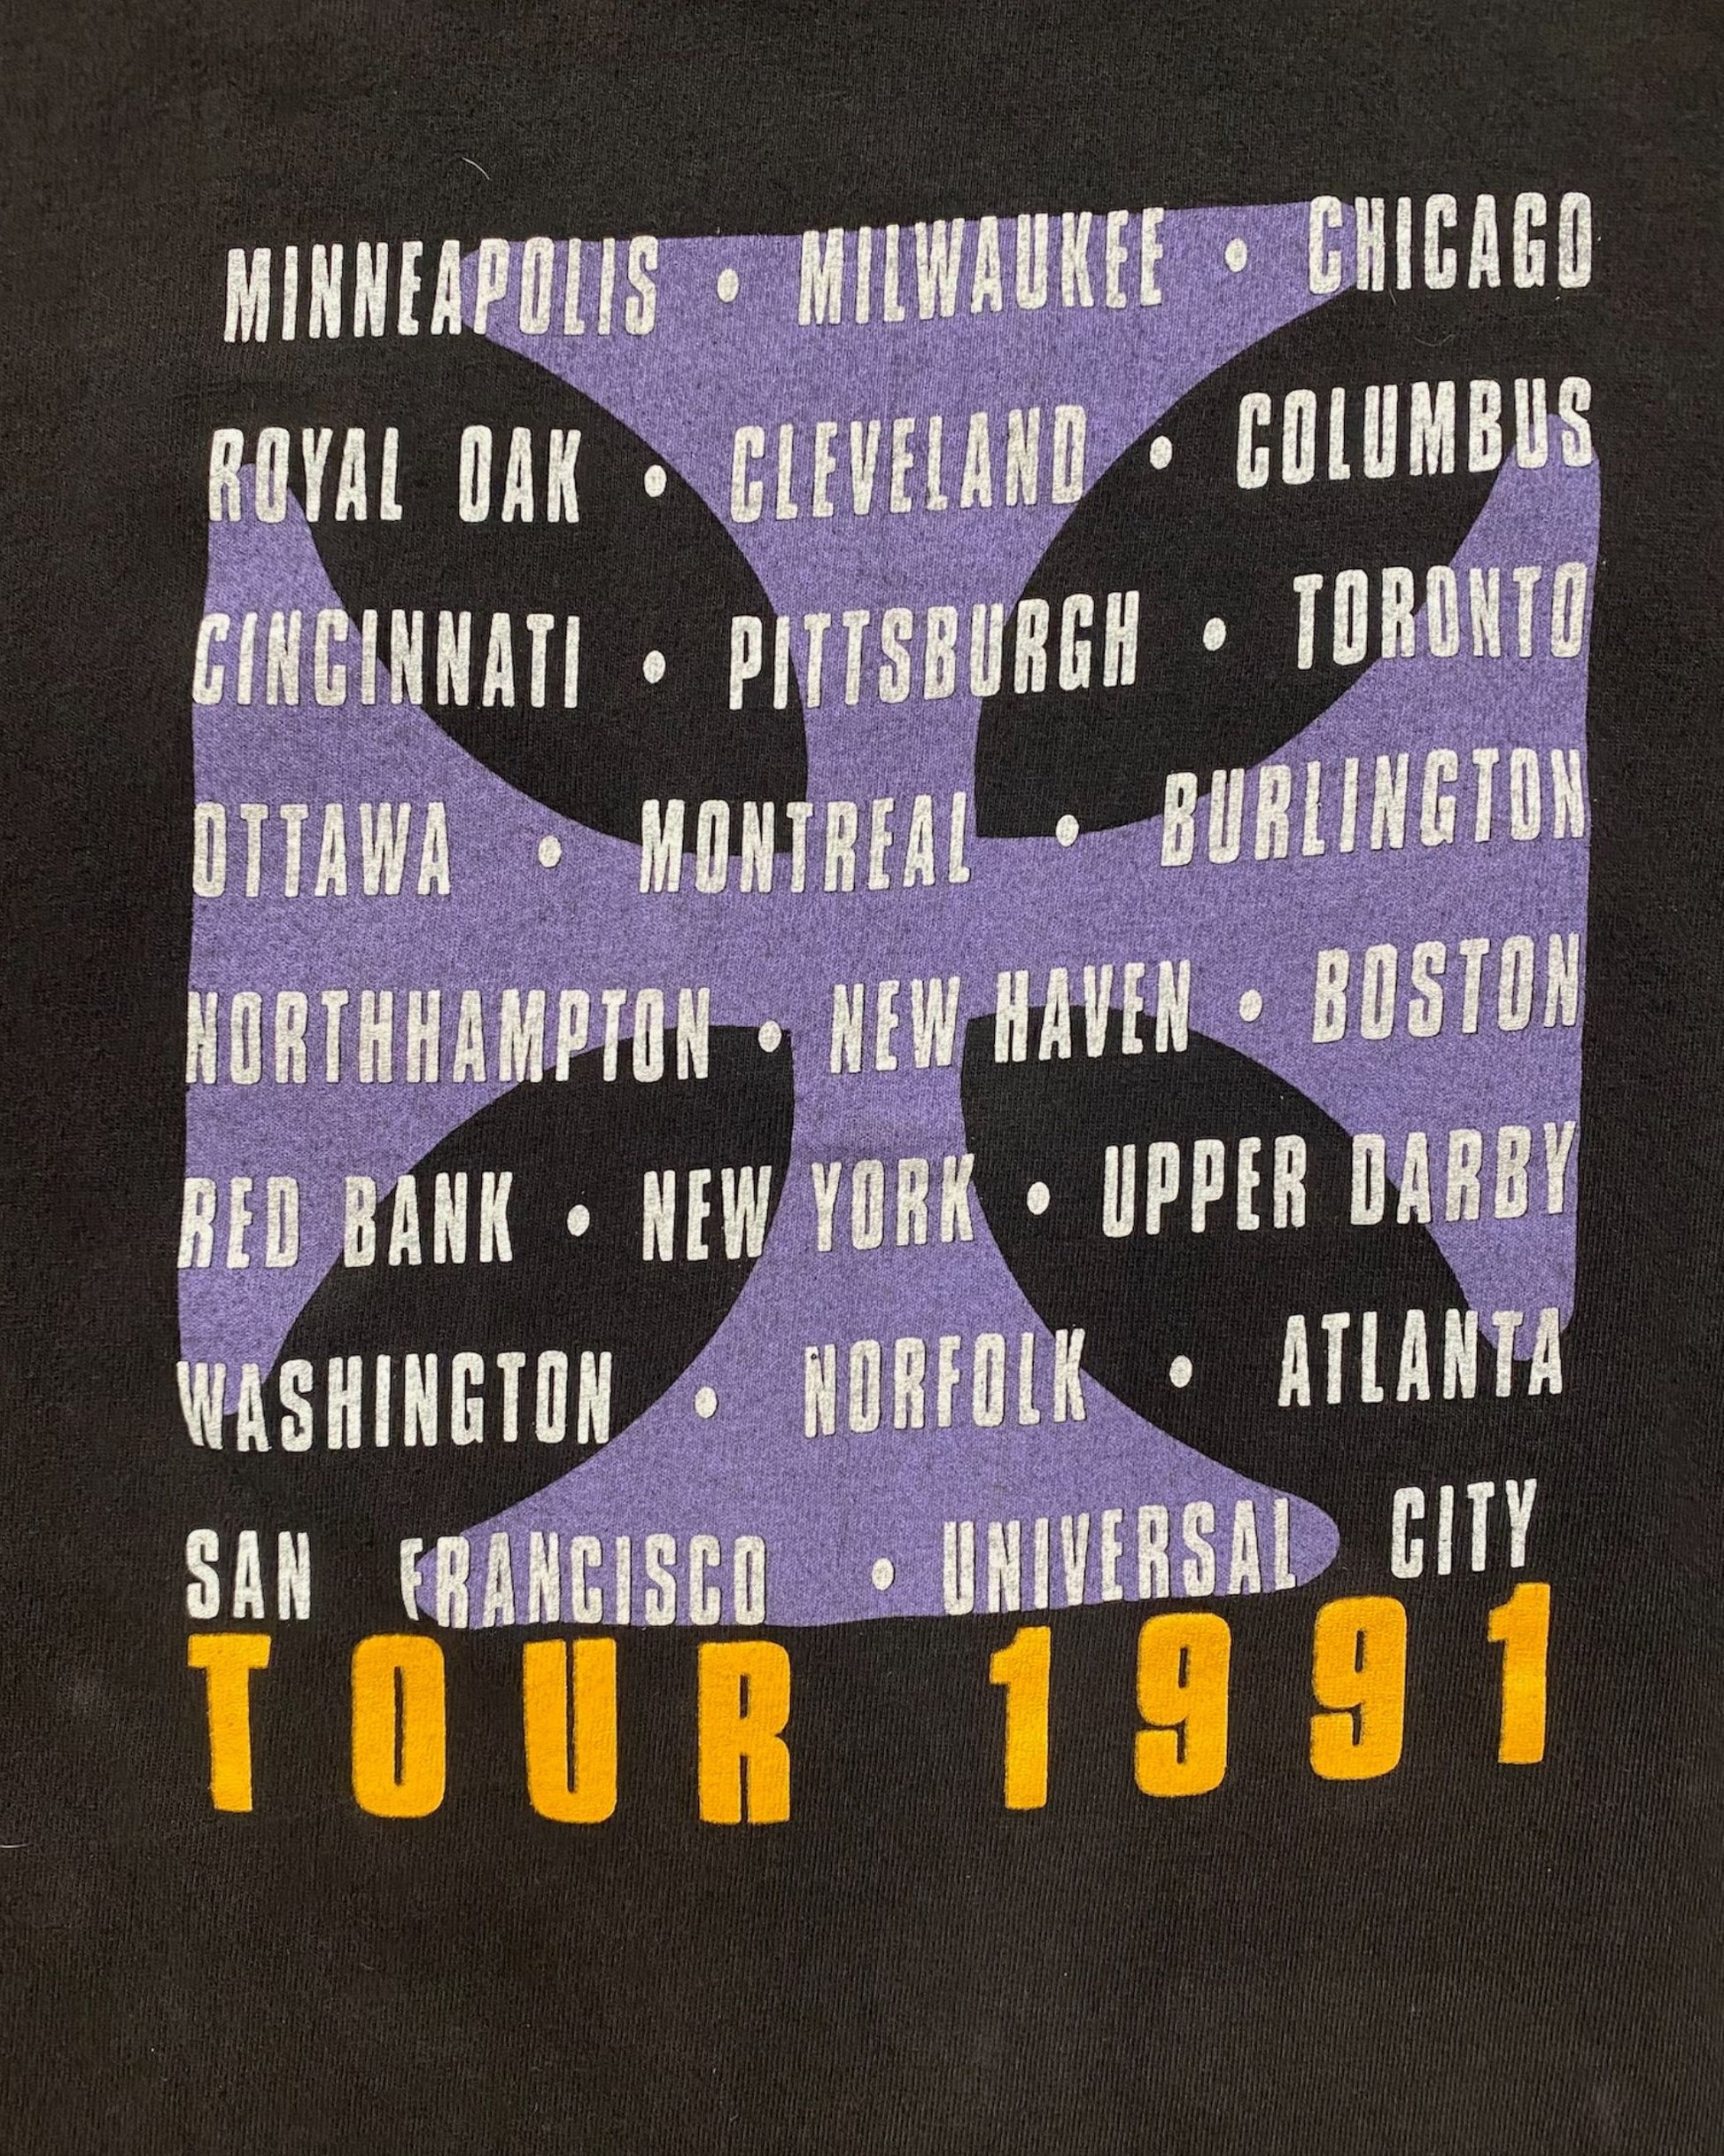 MINNEAPOLIS • MILWAUKEE • CHICAGO
ROYAL OAK • CLEVELAND • COLUMBUS
CINCINNATI • PITTSBURGH • TORONTO
OTTAWA • MONTREAL • BURLINGTON
NORTHHAMPTON • NEW HAVEN • BOSTON
RED BANK • NEW YORK • UPPER DARBY
WASHINGTON • NORFOLK • ATLANTA
SAN FRANCISCO • UNIVERSAL CITY
TOUR 1991